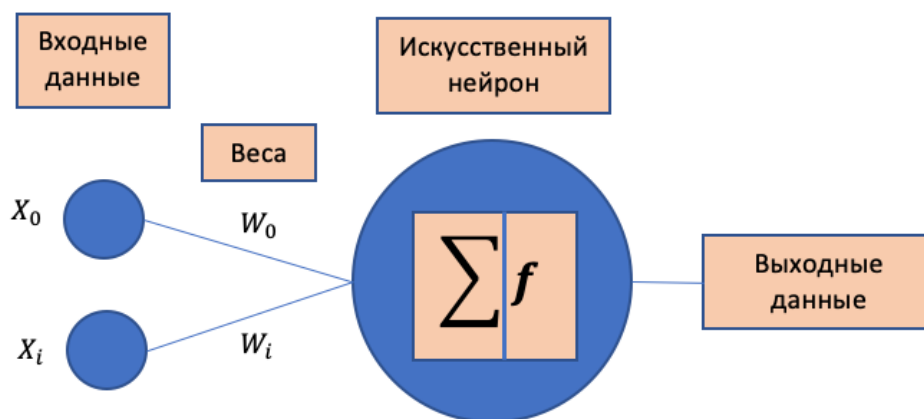 Входные
данные
Искусственный
нейрон
Веса
X₀
W₀
∑ f
Выходные
данные
Xᵢ
Wᵢ